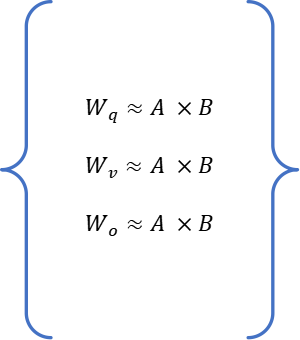 W_q ≈ A × B
W_v ≈ A × B
W_o ≈ A × B